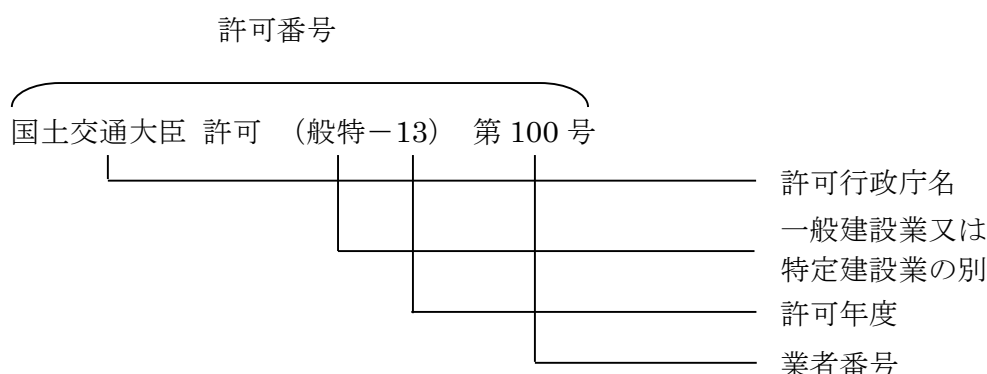 許可番号
国土交通大臣 許可 （般特－13） 第 100 号
許可行政庁名
一般建設業又は
特定建設業の別
許可年度
業者番号